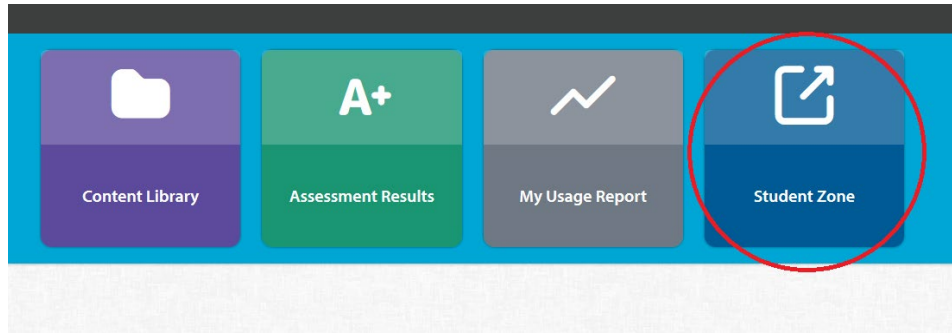 A+
Content Library
Assessment Results
My Usage Report
Student Zone